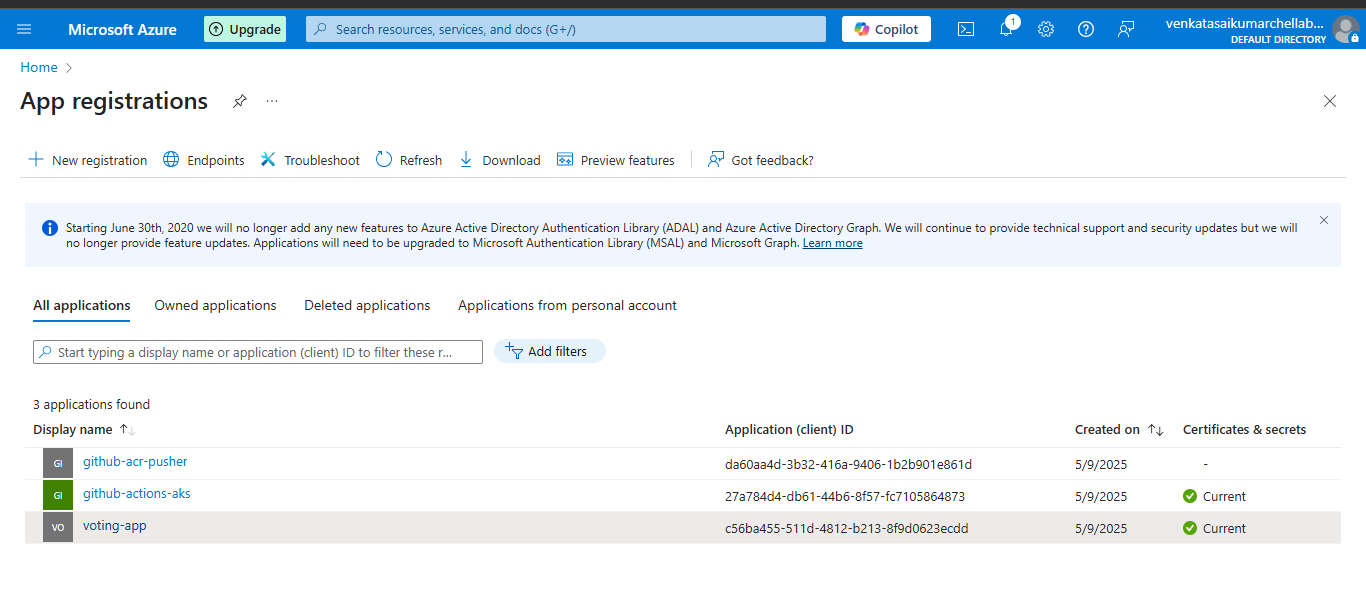 Microsoft Azure
Upgrade
Search resources, services, and docs (G+/)
Copilot
1
venkatasaikumarchellab...
DEFAULT DIRECTORY
Home
App registrations
...
New registration
Endpoints
Troubleshoot
Refresh
Download
Preview features
Got feedback?
Starting June 30th, 2020 we will no longer add any new features to Azure Active Directory Authentication Library (ADAL) and Azure Active Directory Graph. We will continue to provide technical support and security updates but we will
no longer provide feature updates. Applications will need to be upgraded to Microsoft Authentication Library (MSAL) and Microsoft Graph. Learn more
All applications Owned applications Deleted applications Applications from personal account
Start typing a display name or application (client) ID to filter these r...
Add filters
3 applications found
Display name Application (client) ID Created on Certificates & secrets
GI github-acr-pusher da60aa4d-3b32-416a-9406-1b2b901e861d 5/9/2025 -
GI github-actions-aks 27a784d4-db61-44b6-8f57-fc7105864873 5/9/2025 Current
VO voting-app c56ba455-511d-4812-b213-8f9d0623ecdd 5/9/2025 Current